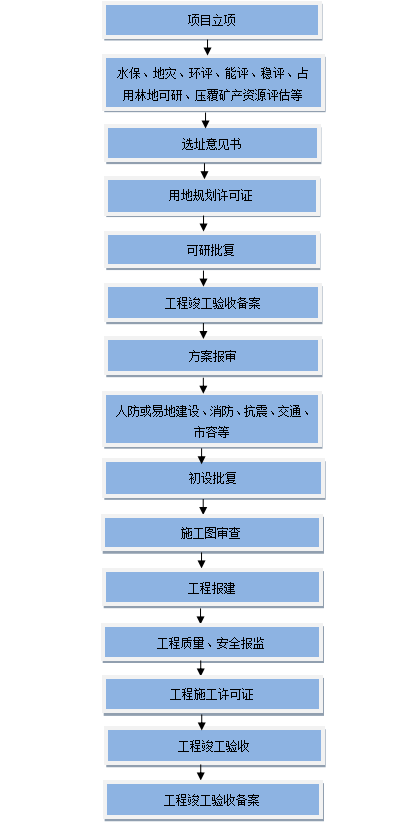 项目立项
水保、地灾、环评、能评、稳评、占
用林地可研、压覆矿产资源评估等
选址意见书
用地规划许可证
可研批复
工程竣工验收备案
方案报审
人防或易地建设、消防、抗震、交通、
市容等
初设批复
施工图审查
工程报建
工程质量、安全报监
工程施工许可证
工程竣工验收
工程竣工验收备案